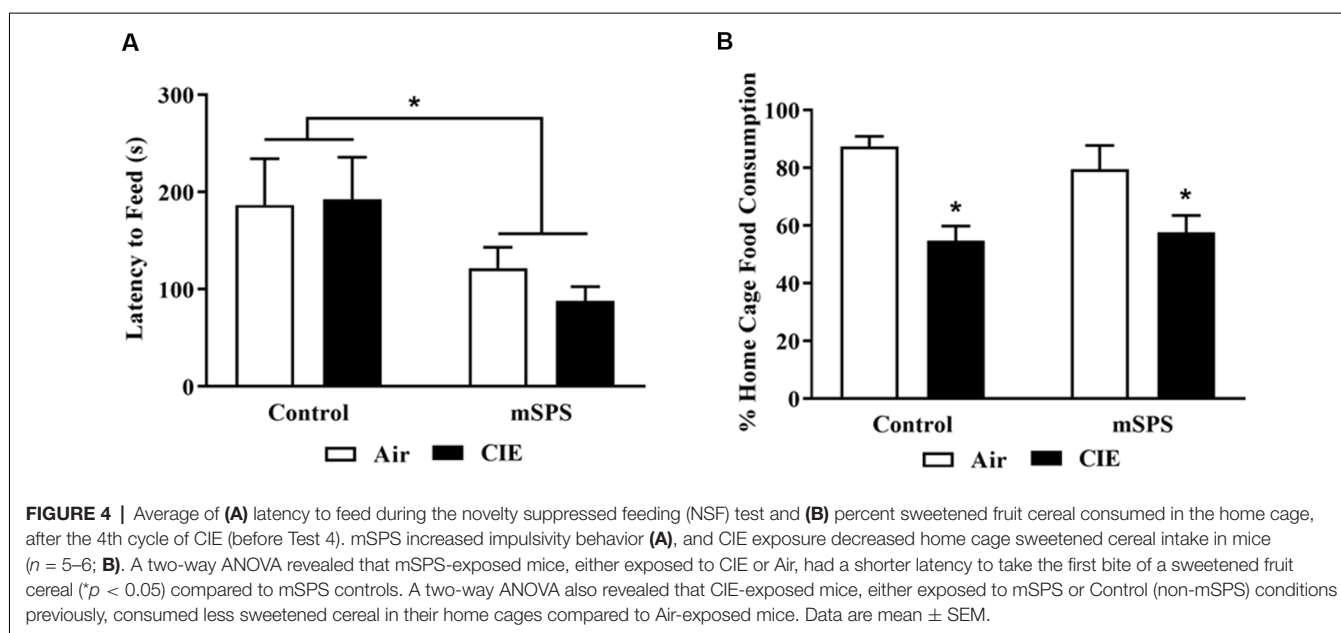 A
B
Latency to Feed (s)
300
200
100
0
*
Control
mSPS
Air
CIE
% Home Cage Food Consumption
100
80
60
40
20
0
*
*
Control
mSPS
Air
CIE
FIGURE 4 | Average of (A) latency to feed during the novelty suppressed feeding (NSF) test and (B) percent sweetened fruit cereal consumed in the home cage,
after the 4th cycle of CIE (before Test 4). mSPS increased impulsivity behavior (A), and CIE exposure decreased home cage sweetened cereal intake in mice
(n = 5–6; B). A two-way ANOVA revealed that mSPS-exposed mice, either exposed to CIE or Air, had a shorter latency to take the first bite of a sweetened fruit
cereal (*p < 0.05) compared to mSPS controls. A two-way ANOVA also revealed that CIE-exposed mice, either exposed to mSPS or Control (non-mSPS) conditions
previously, consumed less sweetened cereal in their home cages compared to Air-exposed mice. Data are mean ± SEM.